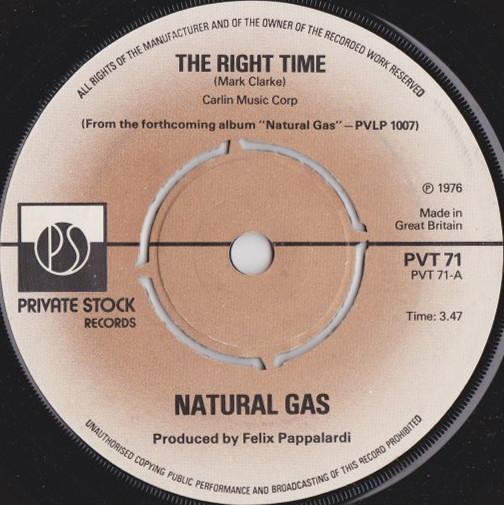 ALL RIGHTS OF THE MANUFACTURER AND OF THE OWNER OF THE RECORDED WORK RESERVED
THE RIGHT TIME
(Mark Clarke)
Carlin Music Corp
(From the forthcoming album "Natural Gas"—PVLP 1007)
Ⓟ 1976
Made in
Great Britain
PS
PVT 71
PVT 71-A
PRIVATE STOCK
RECORDS
Time: 3.47
NATURAL GAS
Produced by Felix Pappalardi
UNAUTHORISED COPYING PUBLIC PERFORMANCE AND BROADCASTING OF THIS RECORD PROHIBITED